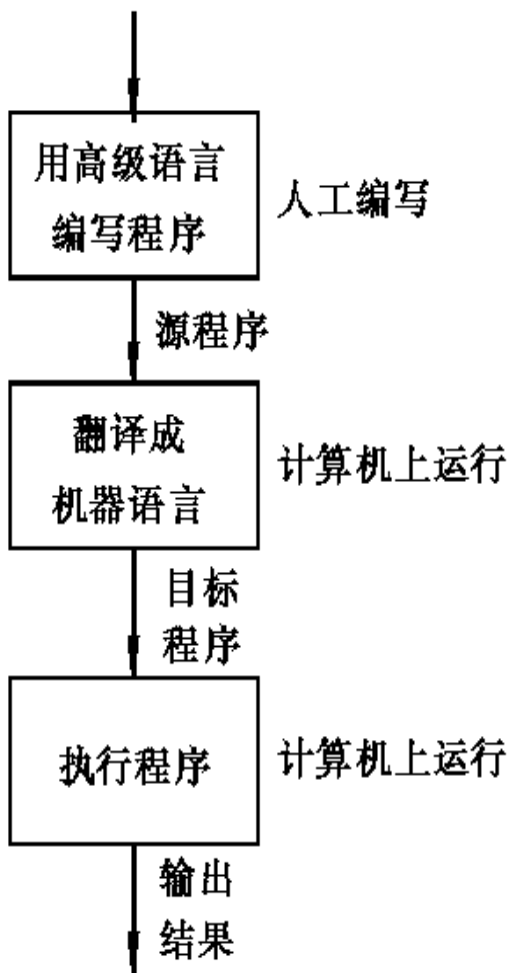 用高级语言
编写程序
人工编写
源程序
翻译成
机器语言
计算机上运行
目标
程序
执行程序
计算机上运行
输出
结果